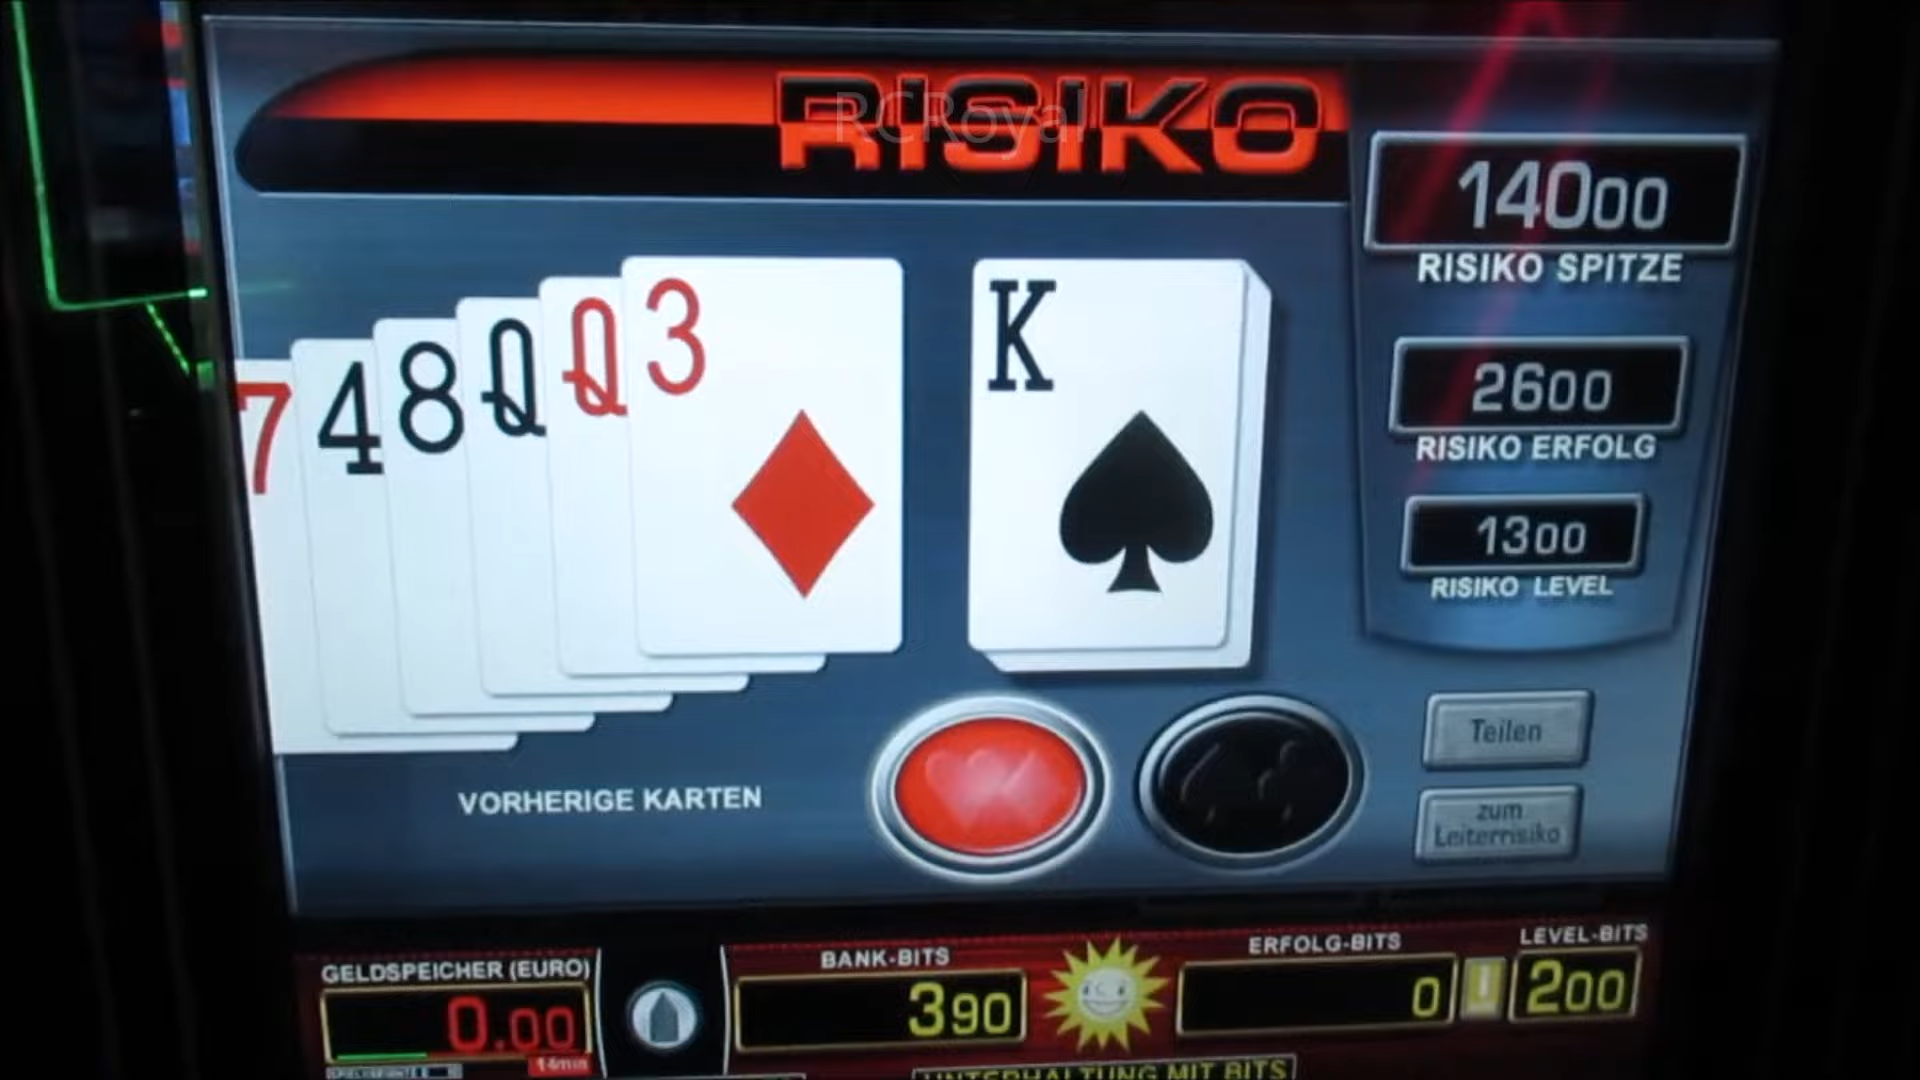 RISIKO
RCRoyal
14000
RISIKO SPITZE
2600
RISIKO ERFOLG
1300
RISIKO LEVEL
7
4
8
Q
Q
3
K
VORHERIGE KARTEN
Teilen
zum
Leiterrisiko
GELDSPEICHER (EURO)
0.00
14min
BANK-BITS
390
ERFOLG-BITS
0
LEVEL-BITS
200
UNTERHALTUNG MIT BITS